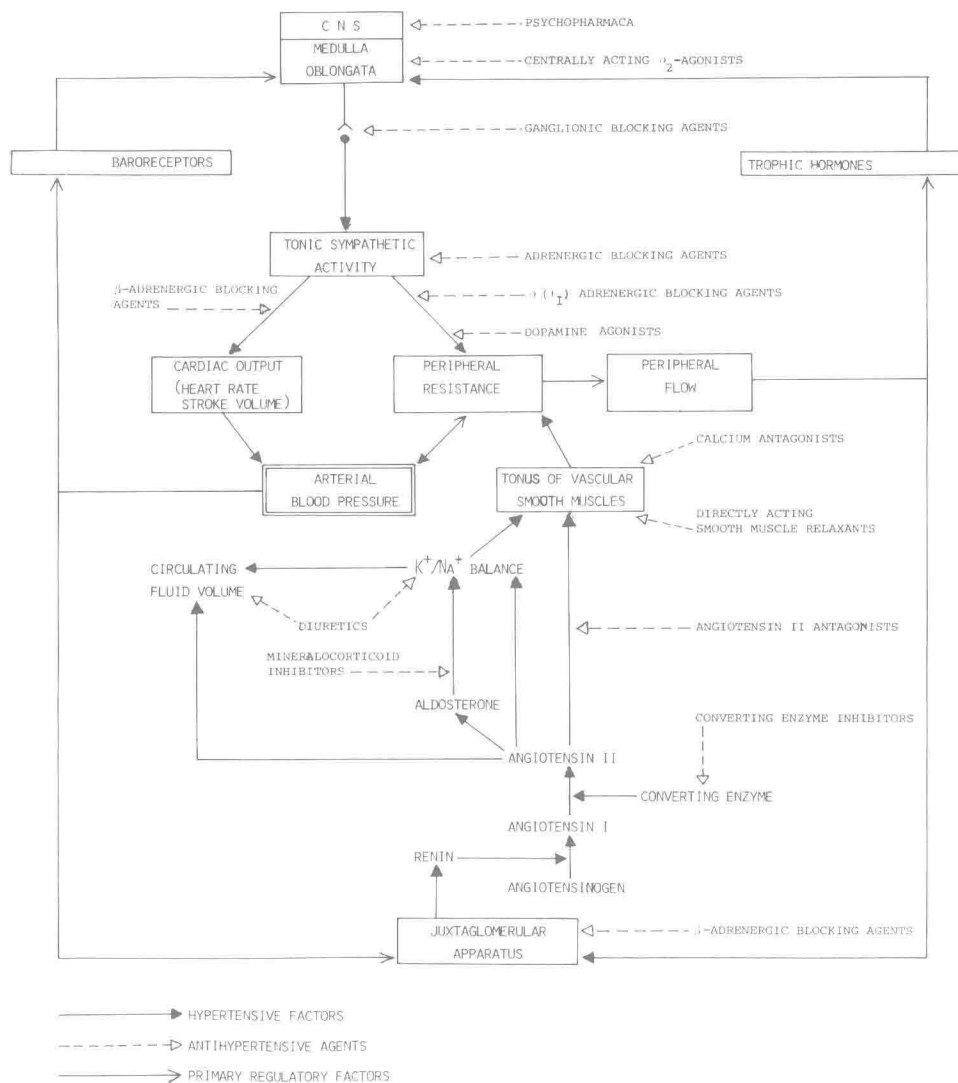 C N S
PSYCHOPHARMACA
MEDULLA
OBLONGATA
CENTRALLY ACTING α2-AGONISTS
GANGLIONIC BLOCKING AGENTS
BARORECEPTORS
TROPHIC HORMONES
TONIC SYMPATHETIC
ACTIVITY
ADRENERGIC BLOCKING AGENTS
β-ADRENERGIC BLOCKING
AGENTS
ADRENERGIC BLOCKING AGENTS
DOPAMINE AGONISTS
CARDIAC OUTPUT
(HEART RATE
STROKE VOLUME)
PERIPHERAL
RESISTANCE
PERIPHERAL
FLOW
CALCIUM ANTAGONISTS
ARTERIAL
BLOOD PRESSURE
TONUS OF VASCULAR
SMOOTH MUSCLES
DIRECTLY ACTING
SMOOTH MUSCLE RELAXANTS
CIRCULATING
FLUID VOLUME
K+/Na+ BALANCE
DIURETICS
ANGIOTENSIN II ANTAGONISTS
MINERALOCORTICOID
INHIBITORS
ALDOSTERONE
CONVERTING ENZYME INHIBITORS
ANGIOTENSIN II
CONVERTING ENZYME
ANGIOTENSIN I
RENIN
ANGIOTENSINOGEN
JUXTAGLOMERULAR
APPARATUS
β-ADRENERGIC BLOCKING AGENTS
HYPERTENSIVE FACTORS
ANTIHYPERTENSIVE AGENTS
PRIMARY REGULATORY FACTORS